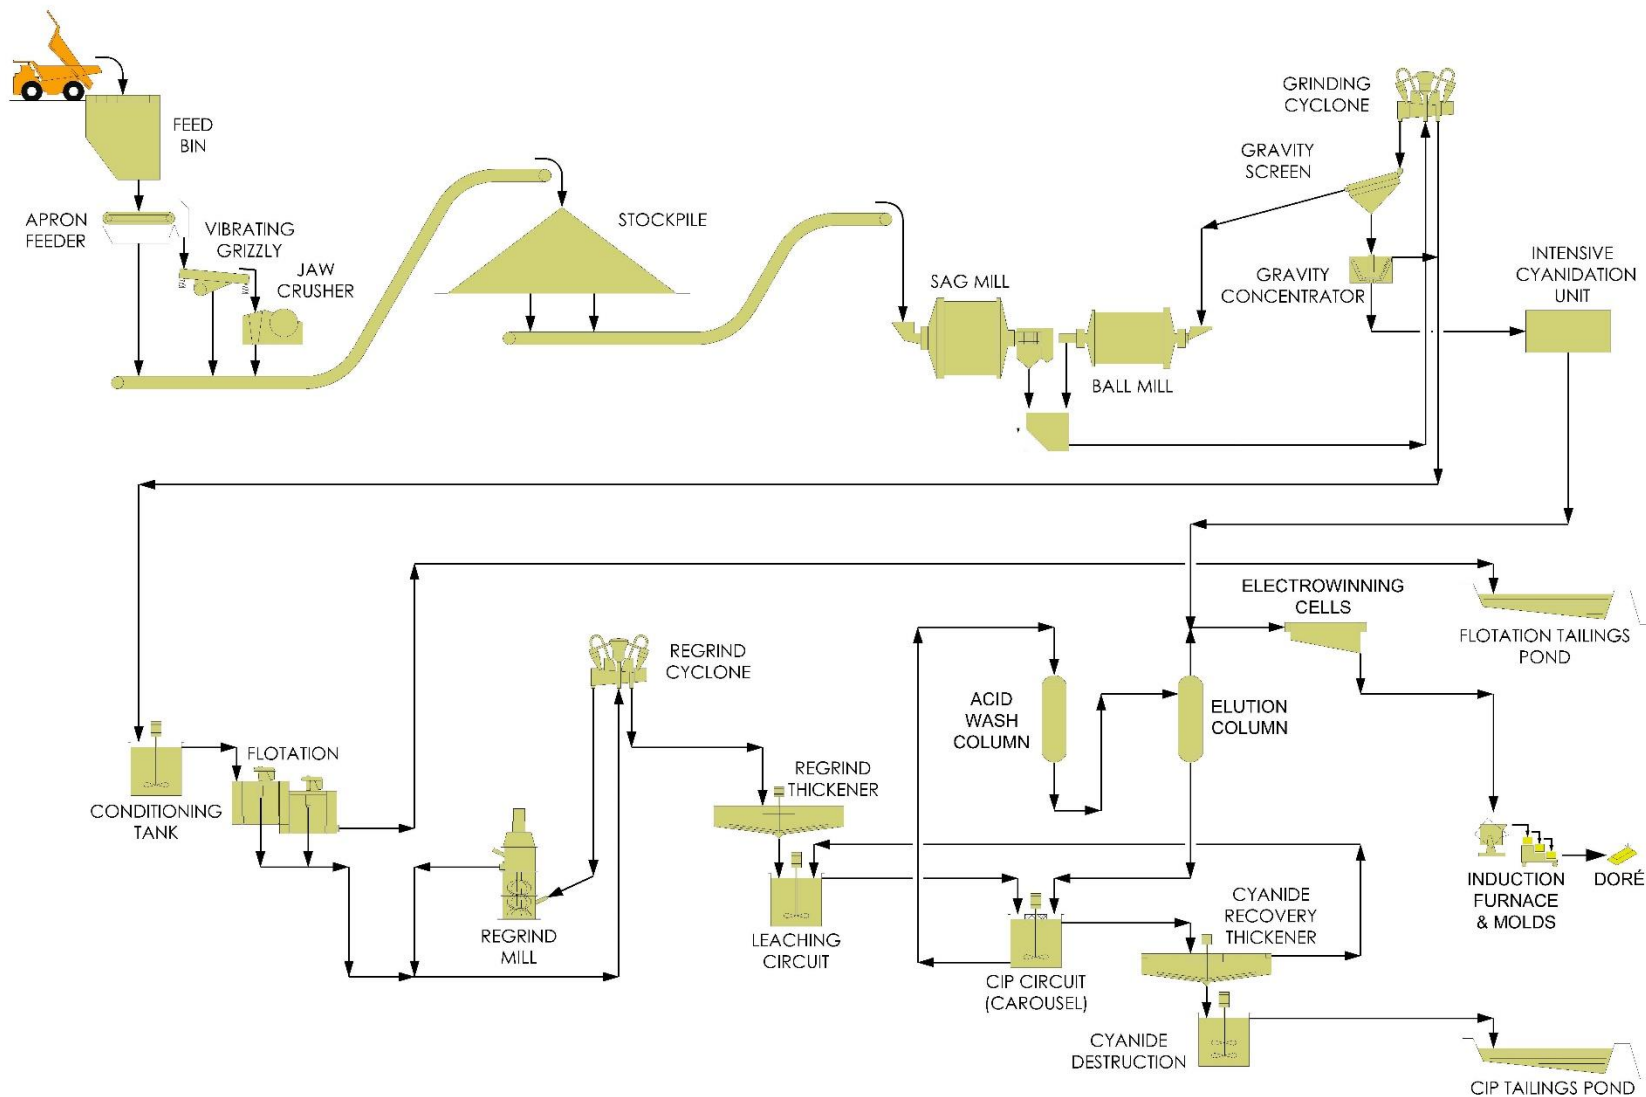 FEED
BIN
APRON
FEEDER
VIBRATING
GRIZZLY
JAW
CRUSHER
STOCKPILE
SAG MILL
BALL MILL
GRINDING
CYCLONE
GRAVITY
SCREEN
GRAVITY
CONCENTRATOR
INTENSIVE
CYANIDATION
UNIT
CONDITIONING
TANK
FLOTATION
REGRIND
MILL
REGRIND
CYCLONE
REGRIND
THICKENER
LEACHING
CIRCUIT
ACID
WASH
COLUMN
ELUTION
COLUMN
ELECTROWINNING
CELLS
FLOTATION TAILINGS
POND
CIP CIRCUIT
(CAROUSEL)
CYANIDE
RECOVERY
THICKENER
CYANIDE
DESTRUCTION
INDUCTION
FURNACE
& MOLDS
DORÉ
CIP TAILINGS POND